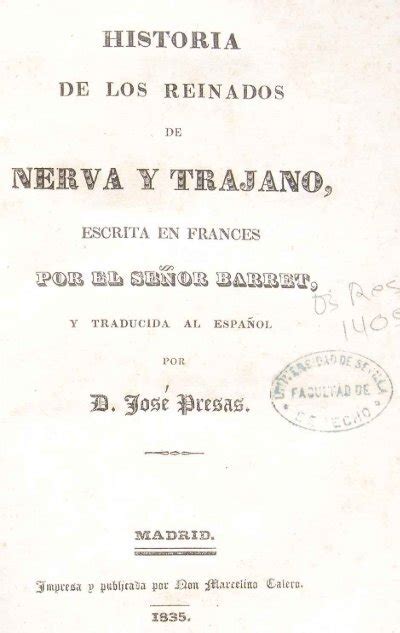 HISTORIA
DE LOS REINADOS
DE
NERVA Y TRAJANO,
ESCRITA EN FRANCES
POR EL SEÑOR BARRET,
Y TRADUCIDA AL ESPAÑOL
POR
D. José Presas.
MADRID.
Impresa y publicada por Don Marcelino Calero.
1835.
UNIVERSIDAD DE SEVILLA
FACULTAD DE